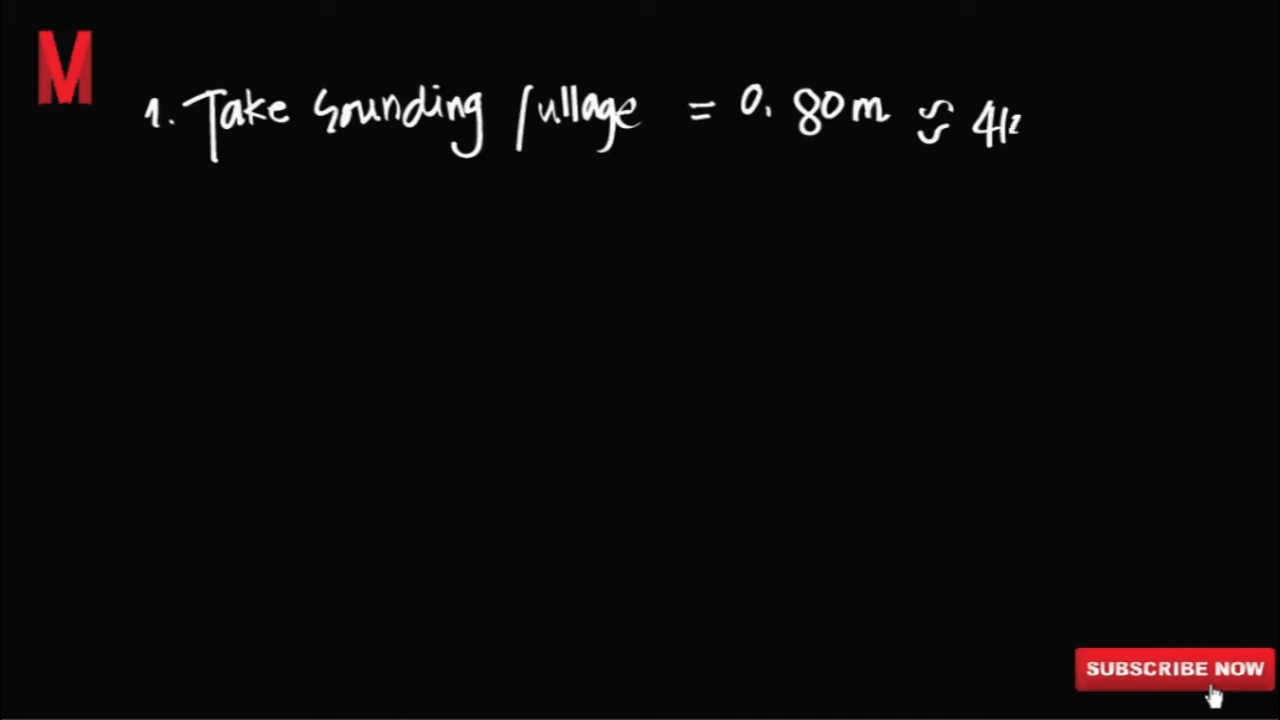 M
1. Take Sounding /ullage = 0.80m ≈
SUBSCRIBE NOW